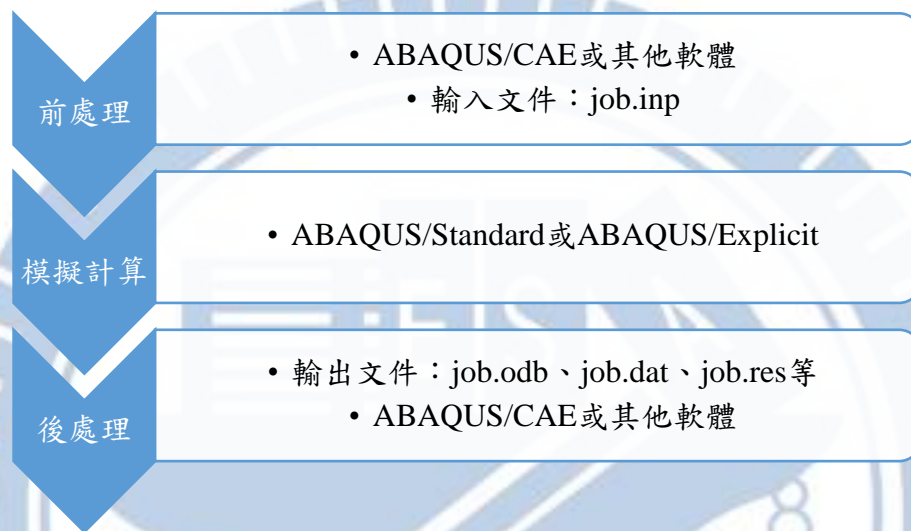 前處理
• ABAQUS/CAE或其他軟體
• 輸入文件：job.inp
模擬計算
• ABAQUS/Standard或ABAQUS/Explicit
後處理
• 輸出文件：job.odb、job.dat、job.res等
• ABAQUS/CAE或其他軟體